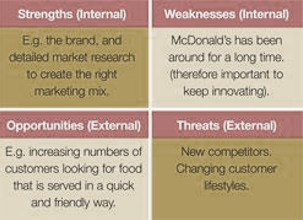 Strengths (Internal)
E.g. the brand, and
detailed market research
to create the right
marketing mix.
Weaknesses (Internal)
McDonald's has been
around for a long time.
(therefore important to
keep innovating).
Opportunities (External)
E.g. increasing numbers of
customers looking for food
that is served in a quick
and friendly way.
Threats (External)
New competitors.
Changing customer
lifestyles.